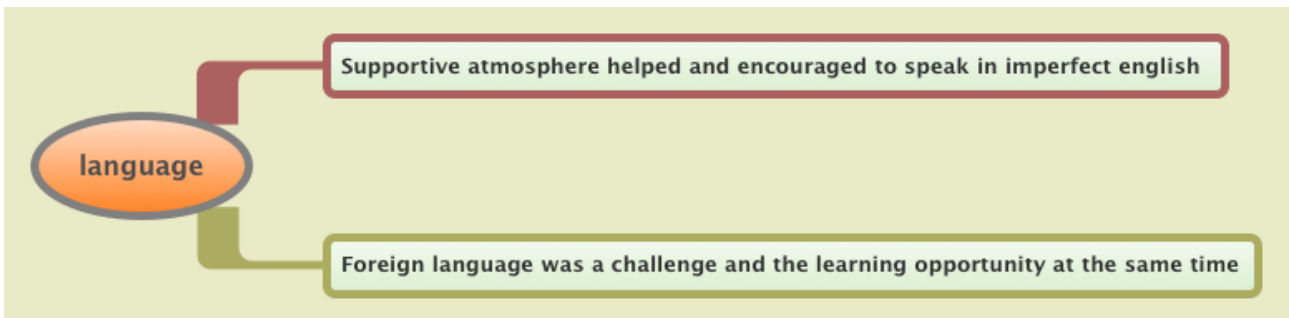 Supportive atmosphere helped and encouraged to speak in imperfect english
language
Foreign language was a challenge and the learning opportunity at the same time